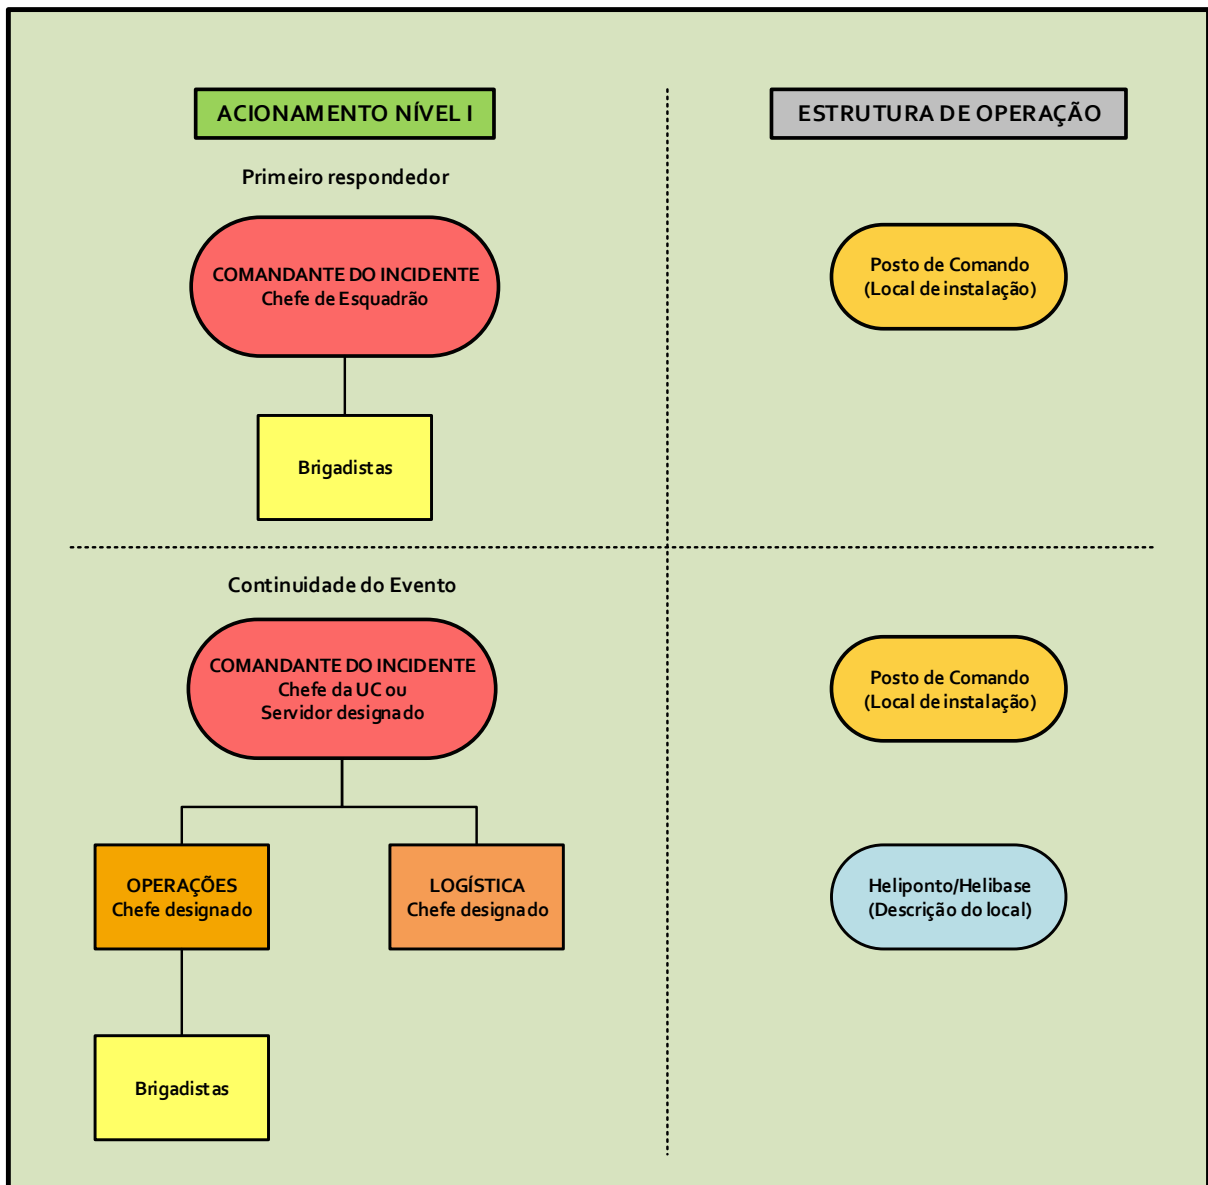 ACIONAMENTO NÍVEL I
ESTRUTURA DE OPERAÇÃO
Primeiro respondedor
COMANDANTE DO INCIDENTE
Chefe de Esquadrão
Posto de Comando
(Local de instalação)
Brigadistas
Continuidade do Evento
COMANDANTE DO INCIDENTE
Chefe da UC ou
Servidor designado
Posto de Comando
(Local de instalação)
OPERAÇÕES
Chefe designado
LOGÍSTICA
Chefe designado
Heliponto/Helibase
(Descrição do local)
Brigadistas